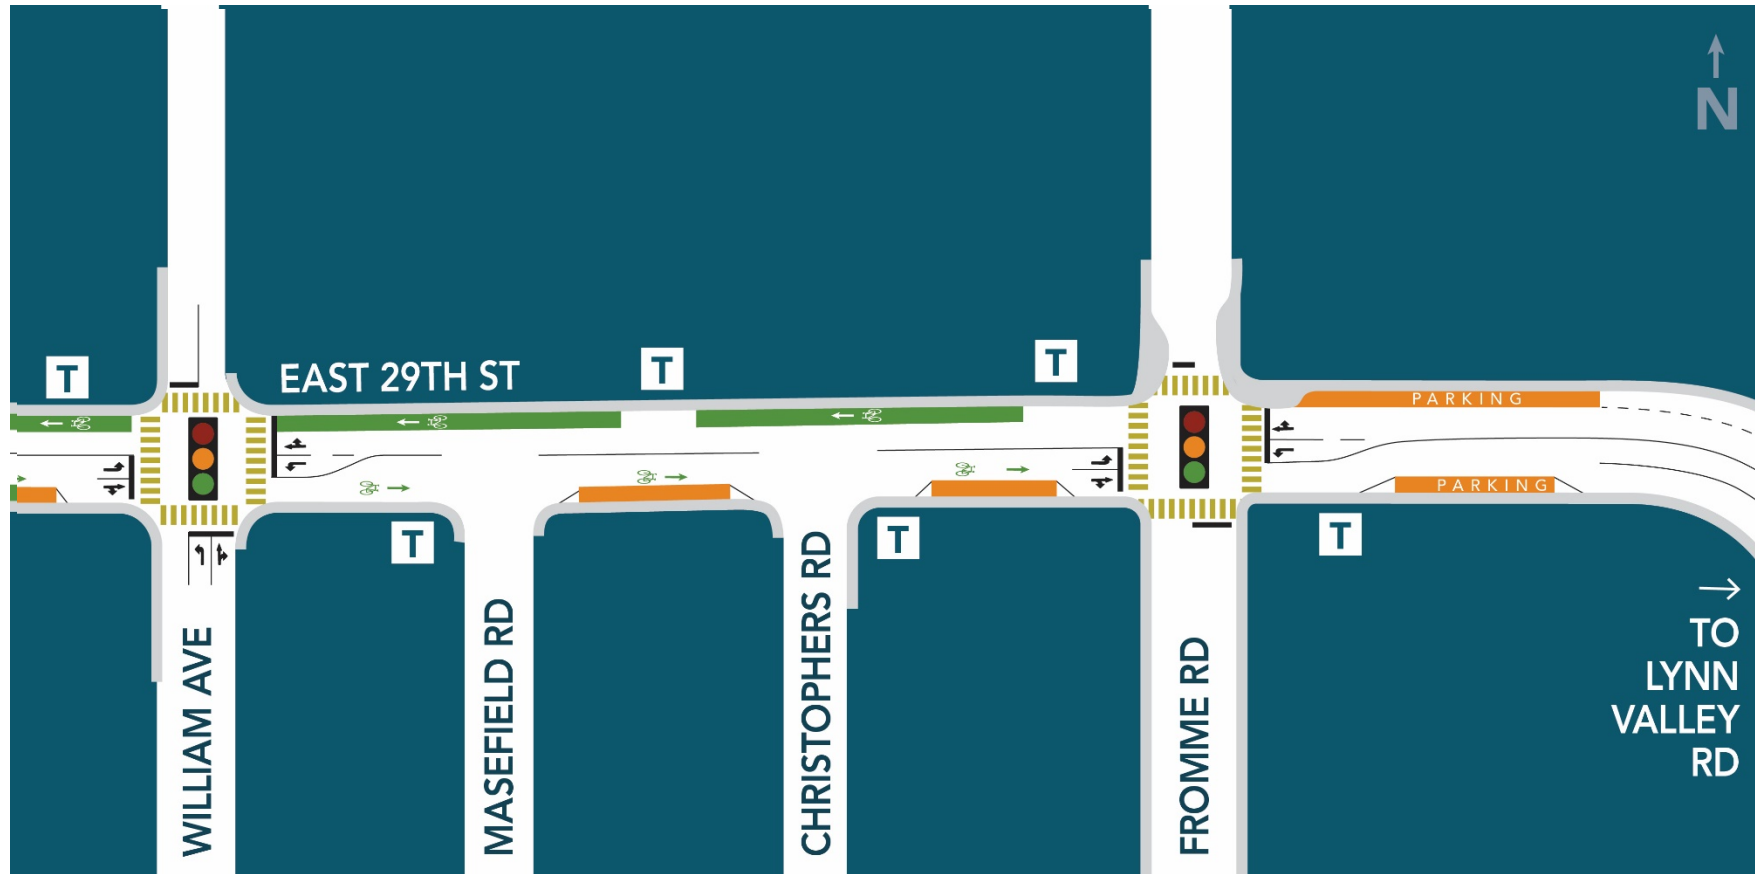 N
T
EAST 29TH ST
T
T
PARKING
PARKING
T
T
T
WILLIAM AVE
MASEFIELD RD
CHRISTOPHERS RD
FROMME RD
→
TO
LYNN
VALLEY
RD